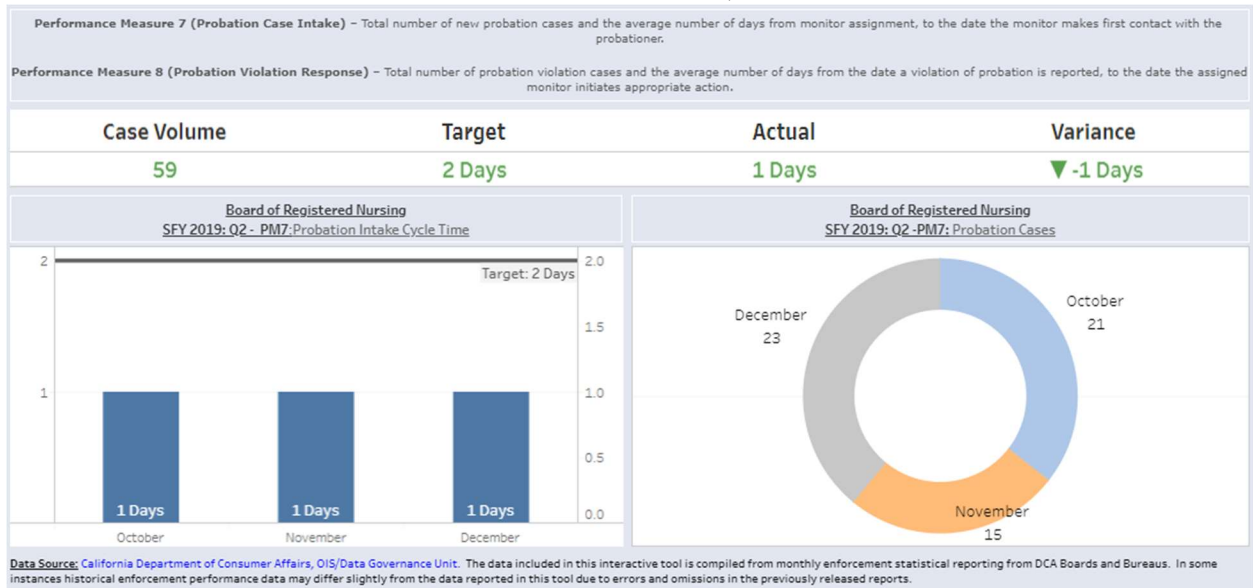 Performance Measure 7 (Probation Case Intake) – Total number of new probation cases and the average number of days from monitor assignment, to the date the monitor makes first contact with the
probationer.
Performance Measure 8 (Probation Violation Response) – Total number of probation violation cases and the average number of days from the date a violation of probation is reported, to the date the assigned
monitor initiates appropriate action.
Case Volume Target Actual Variance
59 2 Days 1 Days ▼ -1 Days
Board of Registered Nursing
SFY 2019: Q2 - PM7:Probation Intake Cycle Time
2
Target: 2 Days
2.0
1.5
1
1.0
0.5
0.0
1 Days 1 Days 1 Days
October November December
Board of Registered Nursing
SFY 2019: Q2 -PM7: Probation Cases
October
21
December
23
November
15
Data Source: California Department of Consumer Affairs, OIS/Data Governance Unit. The data included in this interactive tool is compiled from monthly enforcement statistical reporting from DCA Boards and Bureaus. In some
instances historical enforcement performance data may differ slightly from the data reported in this tool due to errors and omissions in the previously released reports.